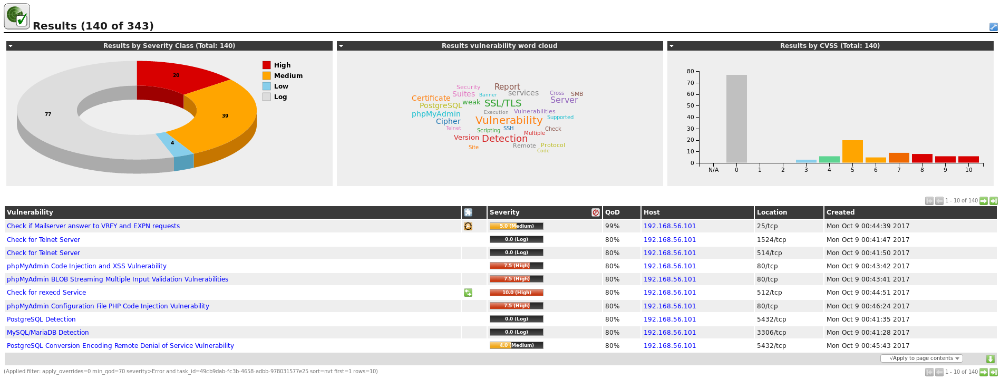 Results (140 of 343)
Results by Severity Class (Total: 140)
High
Medium
Low
Log
20
39
4
77
Results vulnerability word cloud
Security
Report
Suites
Banner
services
Cross
SMB
Certificate
weak
SSL/TLS
Server
PostgreSQL
phpMyAdmin
Execution
Vulnerabilities
Cipher
Vulnerability
Supported
Telnet
Scripting
SSH
Multiple
Check
Version
Detection
Site
Remote
Protocol
Code
Results by CVSS (Total: 140)
80
70
60
50
40
30
20
10
0
N/A 0 1 2 3 4 5 6 7 8 9 10
1 - 10 of 140
Vulnerability Severity QoD Host Location Created
Check if Mailserver answer to VRFY and EXPN requests 5.0 (Medium) 99% 192.168.56.101 25/tcp Mon Oct 9 00:44:39 2017
Check for Telnet Server 0.0 (Log) 80% 192.168.56.101 1524/tcp Mon Oct 9 00:41:47 2017
Check for Telnet Server 0.0 (Log) 80% 192.168.56.101 514/tcp Mon Oct 9 00:41:50 2017
phpMyAdmin Code Injection and XSS Vulnerability 7.5 (High) 80% 192.168.56.101 80/tcp Mon Oct 9 00:43:42 2017
phpMyAdmin BLOB Streaming Multiple Input Validation Vulnerabilities 7.5 (High) 80% 192.168.56.101 80/tcp Mon Oct 9 00:43:41 2017
Check for rexecd Service 10.0 (High) 80% 192.168.56.101 512/tcp Mon Oct 9 00:44:51 2017
phpMyAdmin Configuration File PHP Code Injection Vulnerability 7.5 (High) 80% 192.168.56.101 80/tcp Mon Oct 9 00:46:24 2017
PostgreSQL Detection 0.0 (Log) 80% 192.168.56.101 5432/tcp Mon Oct 9 00:41:35 2017
MySQL/MariaDB Detection 0.0 (Log) 80% 192.168.56.101 3306/tcp Mon Oct 9 00:41:28 2017
PostgreSQL Conversion Encoding Remote Denial of Service Vulnerability 4.0 (Medium) 80% 192.168.56.101 5432/tcp Mon Oct 9 00:45:43 2017
√Apply to page contents
(Applied filter: apply_overrides=0 min_qod=70 severity>Error and task_id=49cb9dab-fc3b-4658-adbb-978031577e25 sort=nvt first=1 rows=10)
1 - 10 of 140